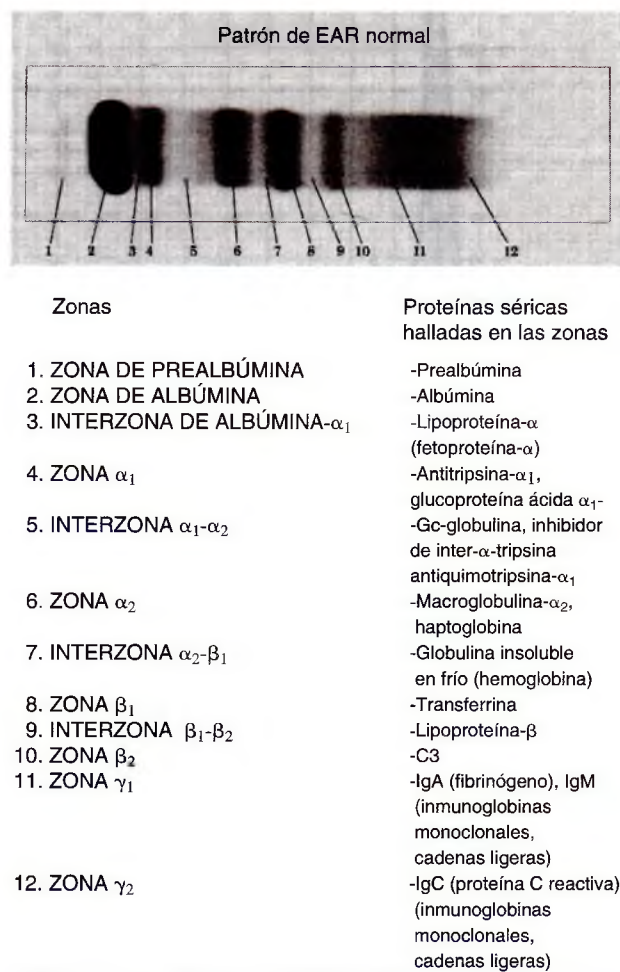 Patrón de EAR normal
1 2 3 4 5 6 7 8 9 10 11 12
Zonas
Proteínas séricas
halladas en las zonas
1. ZONA DE PREALBÚMINA -Prealbúmina
2. ZONA DE ALBÚMINA -Albúmina
3. INTERZONA DE ALBÚMINA-α₁ -Lipoproteína-α
(fetoproteína-α)
4. ZONA α₁ -Antitripsina-α₁,
glucoproteína ácida α₁-
5. INTERZONA α₁-α₂ -Gc-globulina, inhibidor
de inter-α-tripsina
antiquimotripsina-α₁
6. ZONA α₂ -Macroglobulina-α₂,
haptoglobina
7. INTERZONA α₂-β₁ -Globulina insoluble
en frío (hemoglobina)
8. ZONA β₁ -Transferrina
9. INTERZONA β₁-β₂ -Lipoproteína-β
10. ZONA β₂ -C3
11. ZONA γ₁ -IgA (fibrinógeno), IgM
(inmunoglobinas
monoclonales,
cadenas ligeras)
12. ZONA γ₂ -IgC (proteína C reactiva)
(inmunoglobinas
monoclonales,
cadenas ligeras)